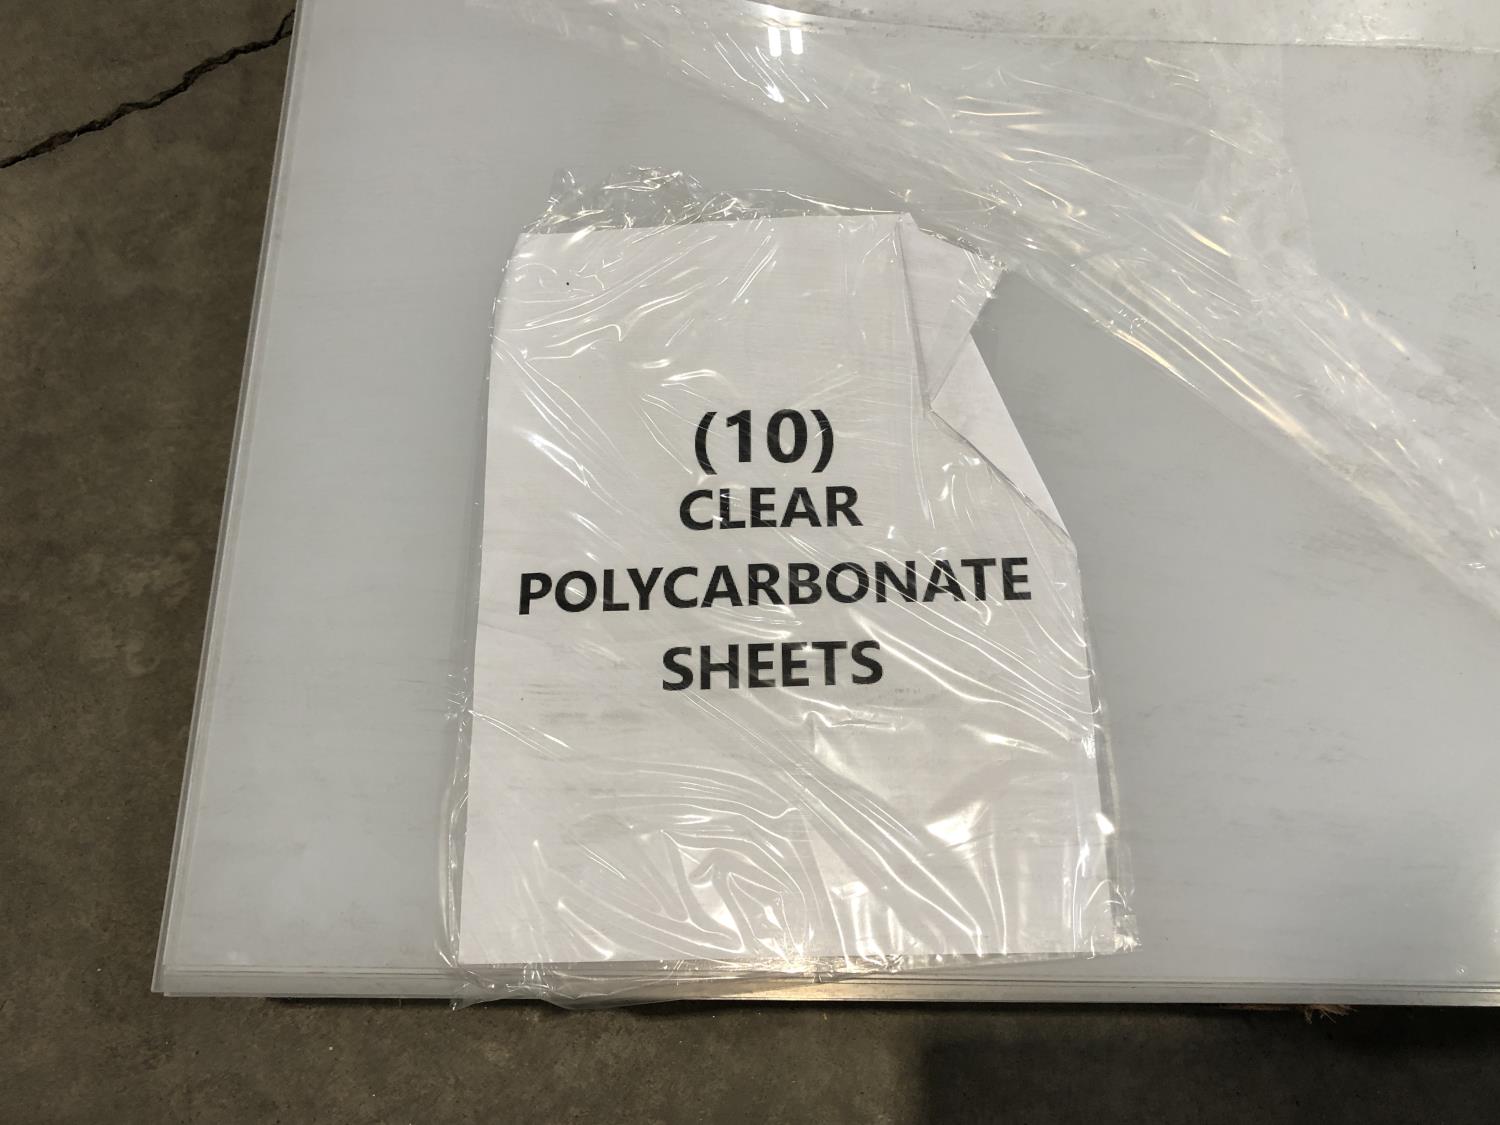 (10)
CLEAR
POLYCARBONATE
SHEETS